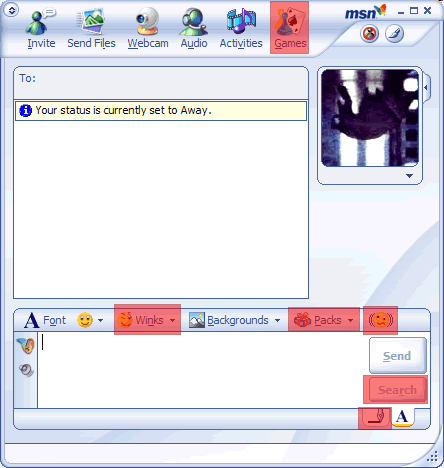 msn
Invite Send Files Webcam Audio Activities Games
To:
Your status is currently set to Away.
A Font Winks Backgrounds Packs
Send
Search
A